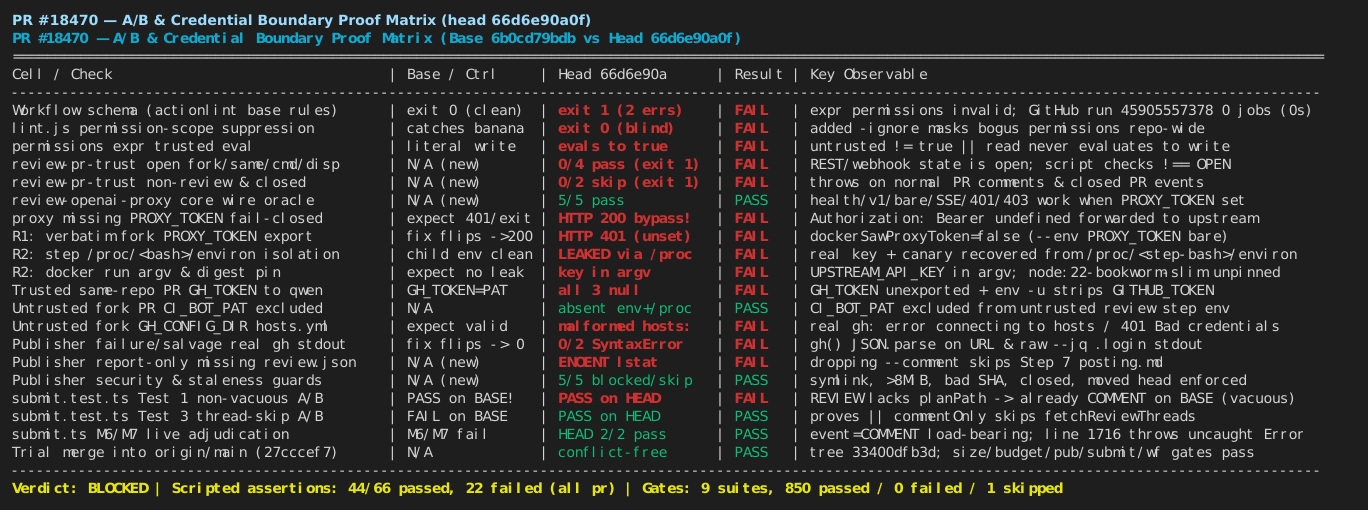 PR #18470 — A/B & Credential Boundary Proof Matrix (head 66d6e90a0f)
PR #18470 — A/B & Credential Boundary Proof Matrix (Base 6b0cd79bdb vs Head 66d6e90a0f)
Cell / Check | Base / Ctrl | Head 66d6e90a | Result | Key Observable
Workflow schema (actionlint base rules) | exit 0 (clean) | exit 1 (2 errs) | FAIL | expr permissions invalid; GitHub run 45905557378 0 jobs (0s)
lint.js permission-scope suppression | catches banana | exit 0 (blind) | FAIL | added -ignore masks bogus permissions repo-wide
permissions expr trusted eval | literal write | evals to true | FAIL | untrusted != true || read never evaluates to write
review-pr-trust open fork/same/cmd/disp | N/A (new) | 0/4 pass (exit 1) | FAIL | REST/webhook state is open; script checks !== OPEN
review-pr-trust non-review & closed | N/A (new) | 0/2 skip (exit 1) | FAIL | throws on normal PR comments & closed PR events
review-openai-proxy core wire oracle | N/A (new) | 5/5 pass | PASS | health/v1/bare/SSE/401/403 work when PROXY_TOKEN set
proxy missing PROXY_TOKEN fail-closed | expect 401/exit | HTTP 200 bypass! | FAIL | Authorization: Bearer undefined forwarded to upstream
R1: verbatim fork PROXY_TOKEN export | fix flips ->200 | HTTP 401 (unset) | FAIL | dockerSawProxyToken=false (--env PROXY_TOKEN bare)
R2: step /proc/<bash>/environ isolation | child env clean | LEAKED via /proc | FAIL | real key + canary recovered from /proc/<step-bash>/environ
R2: docker run argv & digest pin | expect no leak | key in argv | FAIL | UPSTREAM_API_KEY in argv; node:22-bookworm-slim unpinned
Trusted same-repo PR GH_TOKEN to qwen | GH_TOKEN=PAT | all 3 null | FAIL | GH_TOKEN unexported + env -u strips GITHUB_TOKEN
Untrusted fork PR CI_BOT_PAT excluded | N/A | absent env+/proc | PASS | CI_BOT_PAT excluded from untrusted review step env
Untrusted fork GH_CONFIG_DIR hosts.yml | expect valid | malformed hosts: | FAIL | real gh: error connecting to hosts / 401 Bad credentials
Publisher failure/salvage real gh stdout | fix flips -> 0 | 0/2 SyntaxError | FAIL | gh() JSON.parse on URL & raw --jq .login stdout
Publisher report-only missing review.json | N/A (new) | ENOENT lstat | FAIL | dropping --comment skips Step 7 posting.md
Publisher security & staleness guards | N/A (new) | 5/5 blocked/skip | PASS | symlink, >8MiB, bad SHA, closed, moved head enforced
submit.test.ts Test 1 non-vacuous A/B | PASS on BASE! | PASS on HEAD | FAIL | REVIEW lacks planPath -> already COMMENT on BASE (vacuous)
submit.test.ts Test 3 thread-skip A/B | FAIL on BASE | PASS on HEAD | PASS | proves || commentOnly skips fetchReviewThreads
submit.ts M6/M7 live adjudication | M6/M7 fail | HEAD 2/2 pass | PASS | event=COMMENT load-bearing; line 1716 throws uncaught Error
Trial merge into origin/main (27cccef7) | N/A | conflict-free | PASS | tree 33400dfb3d; size/budget/pub/submit/wf gates pass
Verdict: BLOCKED | Scripted assertions: 44/66 passed, 22 failed (all pr) | Gates: 9 suites, 850 passed / 0 failed / 1 skipped